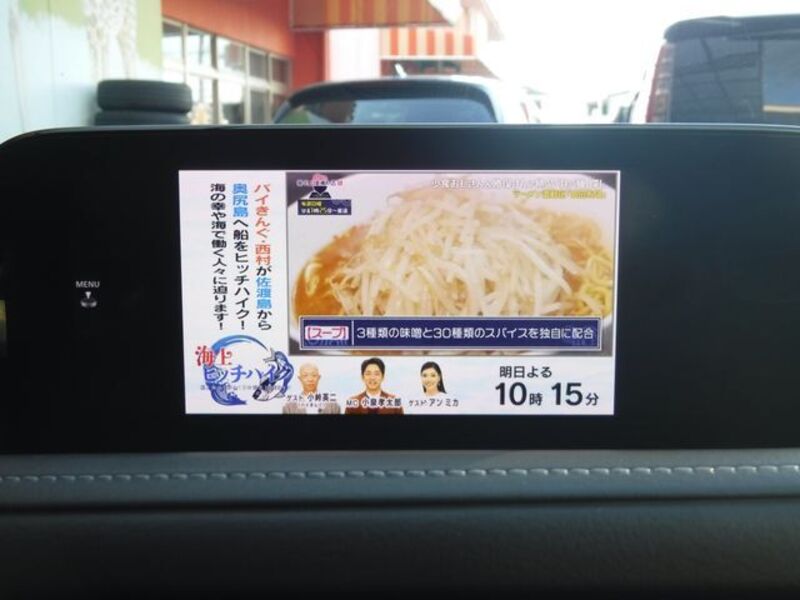 MENU
バイきんぐ・西村が佐渡島から
奥尻島へ船をヒッチハイク！
海の幸や海で働く人々に迫ります！
【スープ】 3種類の味噌と30種類のスパイスを独自に配合
海上
ヒッチハイク
ゲスト 小峠英二
MC 小泉孝太郎
ゲスト アンミカ
明日よる
10時15分